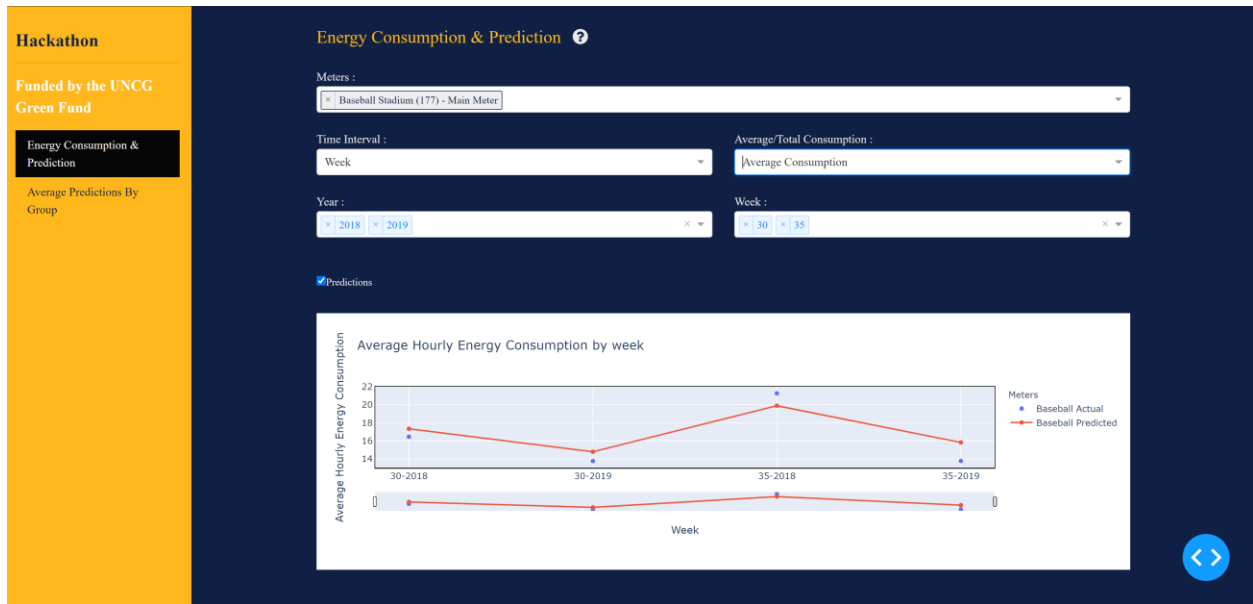 Hackathon
Funded by the UNCG
Green Fund
Energy Consumption &
Prediction
Average Predictions By
Group
Energy Consumption & Prediction ?
Meters :
× Baseball Stadium (177) - Main Meter
Time Interval :
Week
Average/Total Consumption :
Average Consumption
Year :
× 2018 × 2019 ×
Week :
× 30 × 35 ×
Predictions
Average Hourly Energy Consumption by week
Average Hourly Energy Consumption
22
20
18
16
14
30-2018 30-2019 35-2018 35-2019
Week
Meters
Baseball Actual
Baseball Predicted